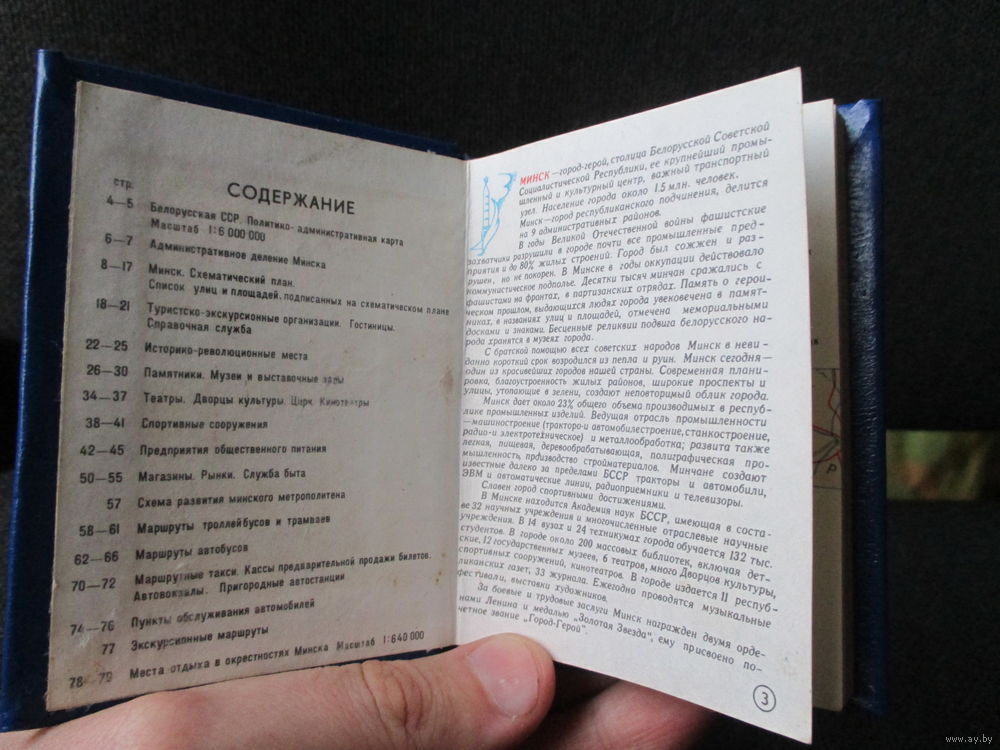 СОДЕРЖАНИЕ
стр.
4—5 Белорусская ССР. Политико-административная карта
Масштаб 1:6 000 000
6—7 Административное деление Минска
8—17 Минск. Схематический план.
Список улиц и площадей, подписанных на схематическом плане
18—21 Туристско-экскурсионные организации. Гостиницы.
Справочная служба
22—25 Историко-революционные места
26—30 Памятники. Музеи и выставочные залы
34—37 Театры. Дворцы культуры. Цирк. Кинотеатры
38—41 Спортивные сооружения
42—45 Предприятия общественного питания
50—55 Магазины. Рынки. Служба быта
57 Схема развития минского метрополитена
58—61 Маршруты троллейбусов и трамваев
62—66 Маршруты автобусов
70—72 Маршрутные такси. Кассы предварительной продажи билетов.
Автовокзалы. Пригородные автостанции
74—76 Пункты обслуживания автомобилей
77 Экскурсионные маршруты
78—79 Места отдыха в окрестностях Минска Масштаб 1:640 000
МИНСК—город-герой, столица Белорусской Советской
Социалистической Республики, ее крупнейший промы-
шленный и культурный центр, важный транспортный
узел. Население города около 1.5 млн. человек.
Минск—город республиканского подчинения, делится
на 9 административных районов.
В годы Великой Отечественной войны фашистские
захватчики разрушили в городе почти все промышленные пред-
приятия и до 80% жилых строений. Город был сожжен и раз-
рушен, но не покорен. В Минске в годы оккупации действовало
коммунистическое подполье. Десятки тысяч минчан сражались с
фашистами на фронтах, в партизанских отрядах. Память о герои-
ческом прошлом, выдающихся людях города увековечена в памят-
никах, в названиях улиц и площадей, отмечена мемориальными
досками и знаками. Бесценные реликвии подвига белорусского на-
рода хранятся в музеях города.
С братской помощью всех советских народов Минск в неви-
данно короткий срок возродился из пепла и руин. Минск сегодня—
один из красивейших городов нашей страны. Современная плани-
ровка, благоустроенность жилых районов, широкие проспекты и
улицы, утопающие в зелени, создают неповторимый облик города.
Минск дает около 23% общего объема производимых в респуб-
лике промышленных изделий. Ведущая отрасль промышленности
—машиностроение (тракторо-и автомобилестроение, станкостроение,
радио-и электротехническое) и металлообработка; развита также
легкая, пищевая, деревообрабатывающая, полиграфическая про-
мышленность, производство стройматериалов. Минчане создают
известные далеко за пределами БССР тракторы и автомобили,
ЭВМ и автоматические линии, радиоприемники и телевизоры.
Славен город спортивными достижениями.
В Минске находится Академия наук БССР, имеющая в соста-
ве 32 научных учреждения и многочисленные отраслевые научные
учреждения. В 14 вузах и 24 техникумах города обучается 132 тыс.
студентов. В городе около 200 массовых библиотек, включая дет-
ские, 12 государственных музеев, 6 театров, много Дворцов культуры,
спортивных сооружений, кинотеатров. В городе издается 11 респуб-
ликанских газет, 33 журнала. Ежегодно проводятся музыкальные
фестивали, выставки художников.
За боевые и трудовые заслуги Минск награжден двумя орде-
нами Ленина и медалью „Золотая Звезда", ему присвоено по-
четное звание „Город-Герой".
3
www.ay.by